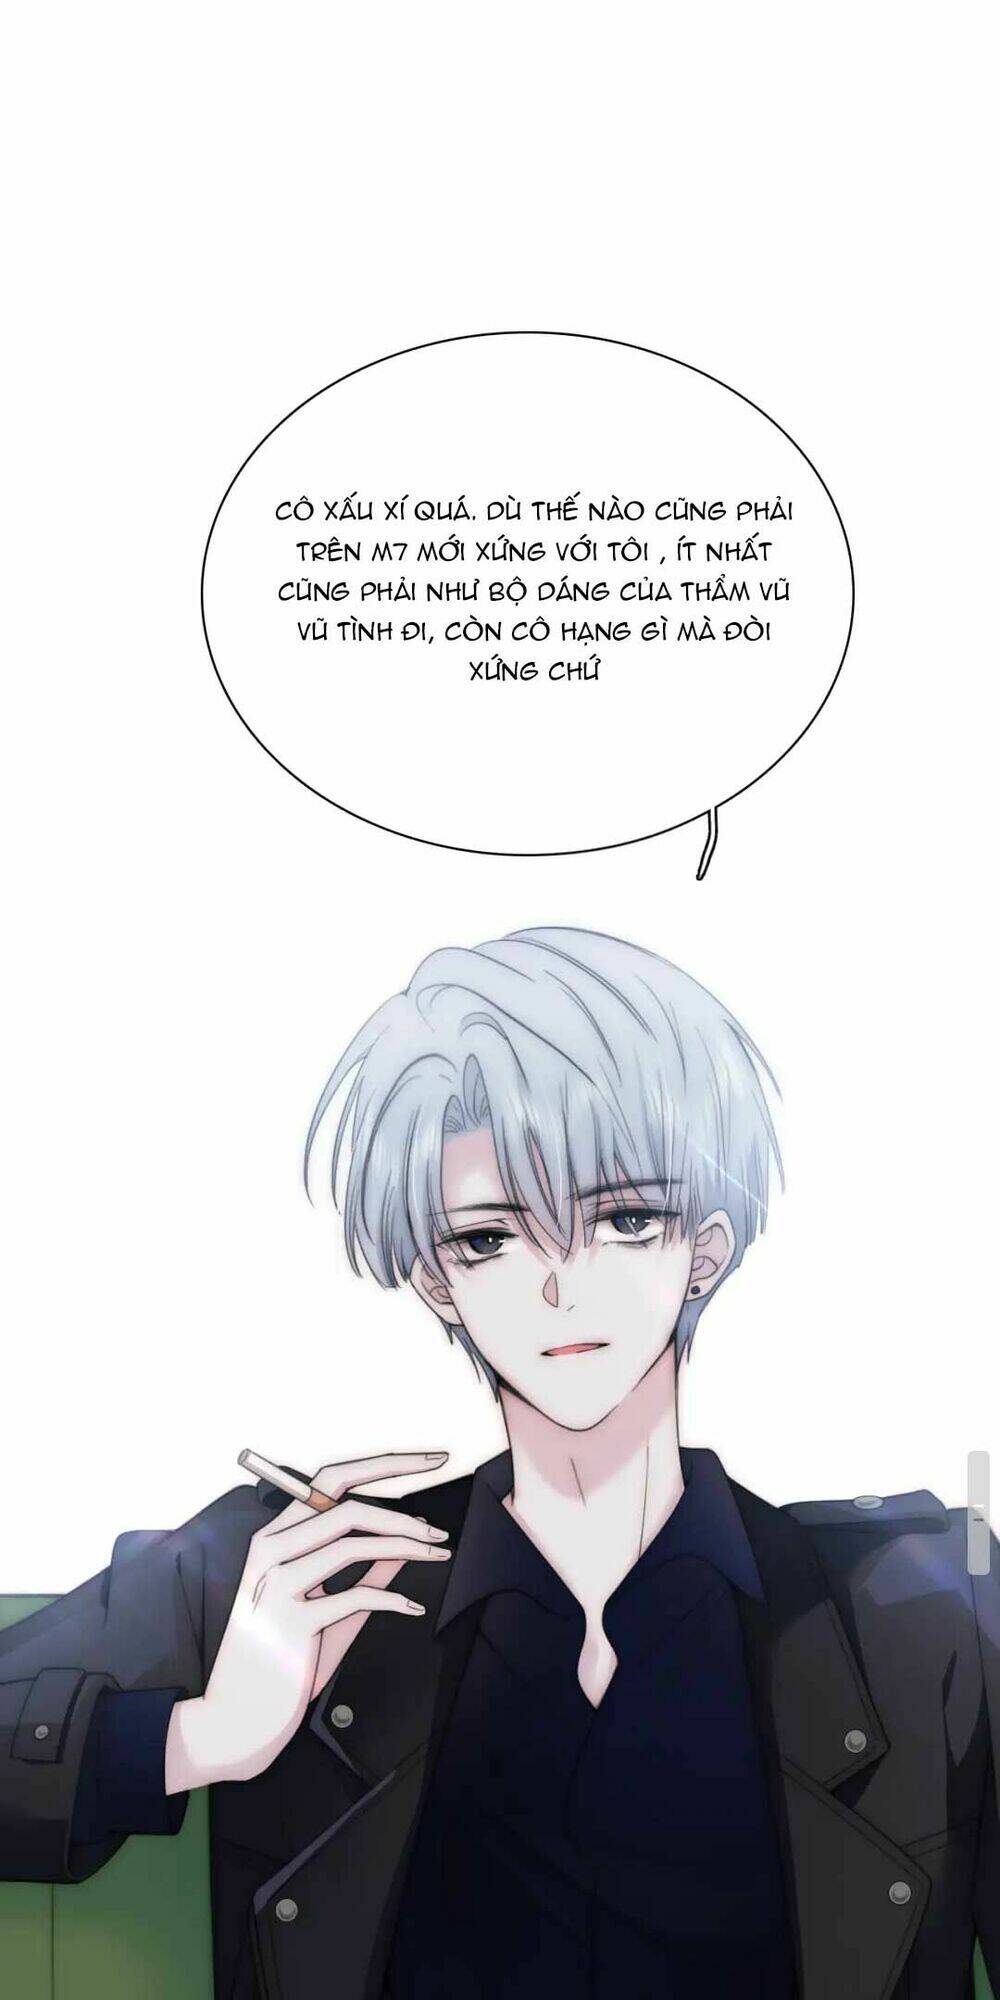 CÔ XẤU XÍ QUÁ. DÙ THẾ NÀO CŨNG PHẢI
TRÊN M7 MỚI XỨNG VỚI TÔI , ÍT NHẤT
CŨNG PHẢI NHƯ BỘ DÁNG CỦA THẨM VŨ
VŨ TÌNH ĐI, CÒN CÔ HẠNG GÌ MÀ ĐÒI
XỨNG CHỨ